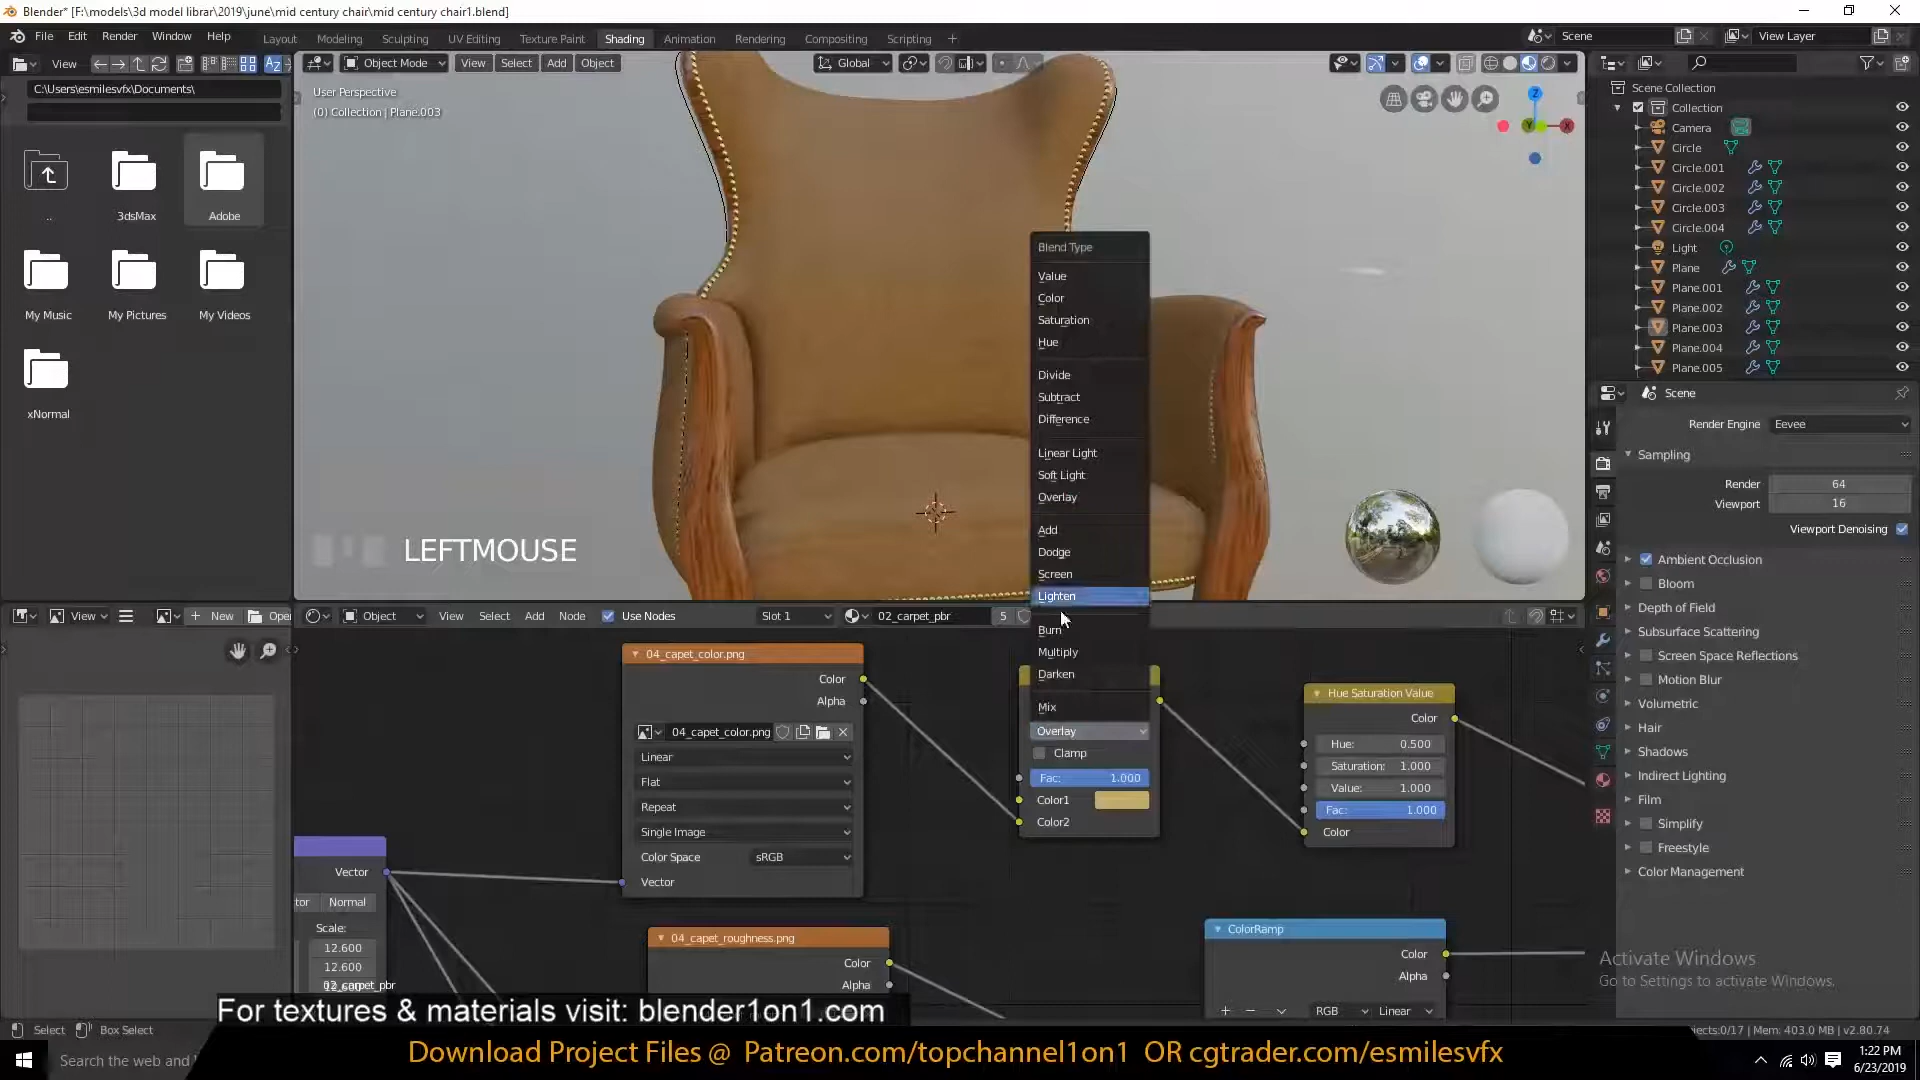 Blender* [F:\models\3d model librar\2019\june\mid century chair\mid century chair1.blend]
File Edit Render Window Help
Layout Modeling Sculpting UV Editing Texture Paint Shading Animation Rendering Compositing Scripting
Scene View Layer
View
C:\Users\esmilesvfx\Documents\
.. 3dsMax Adobe
My Music My Pictures My Videos
xNormal
Object Mode View Select Add Object Global
User Perspective
(0) Collection | Plane.003
LEFTMOUSE
Blend Type
Value
Color
Saturation
Hue
Divide
Subtract
Difference
Linear Light
Soft Light
Overlay
Add
Dodge
Screen
Lighten
Burn
Multiply
Darken
Mix
Overlay
Clamp
Fac: 1.000
Color1
Color2
Scene Collection
Collection
Camera
Circle
Circle.001
Circle.002
Circle.003
Circle.004
Light
Plane
Plane.001
Plane.002
Plane.003
Plane.004
Plane.005
Scene
Render Engine Eevee
Sampling
Render 64
Viewport 16
Viewport Denoising
Ambient Occlusion
Bloom
Depth of Field
Subsurface Scattering
Screen Space Reflections
Motion Blur
Volumetric
Hair
Shadows
Indirect Lighting
Film
Simplify
Freestyle
Color Management
View New Open
Object View Select Add Node Use Nodes Slot 1 02_carpet_pbr 5
04_capet_color.png
Color
Alpha
04_capet_color.png
Linear
Flat
Repeat
Single Image
Color Space sRGB
Vector
Hue Saturation Value
Color
Hue: 0.500
Saturation: 1.000
Value: 1.000
Fac: 1.000
Color
Vector
tor Normal
Scale:
12.600
12.600
02_carpet_pbr
04_capet_roughness.png
Color
Alpha
ColorRamp
Color
Alpha
RGB Linear
Activate Windows
Go to Settings to activate Windows.
For textures & materials visit: blender1on1.com
Select Box Select
jects:0/17 | Mem: 403.0 MB | v2.80.74
Download Project Files @ Patreon.com/topchannel1on1 OR cgtrader.com/esmilesvfx
Search the web and
1:22 PM
6/23/2019